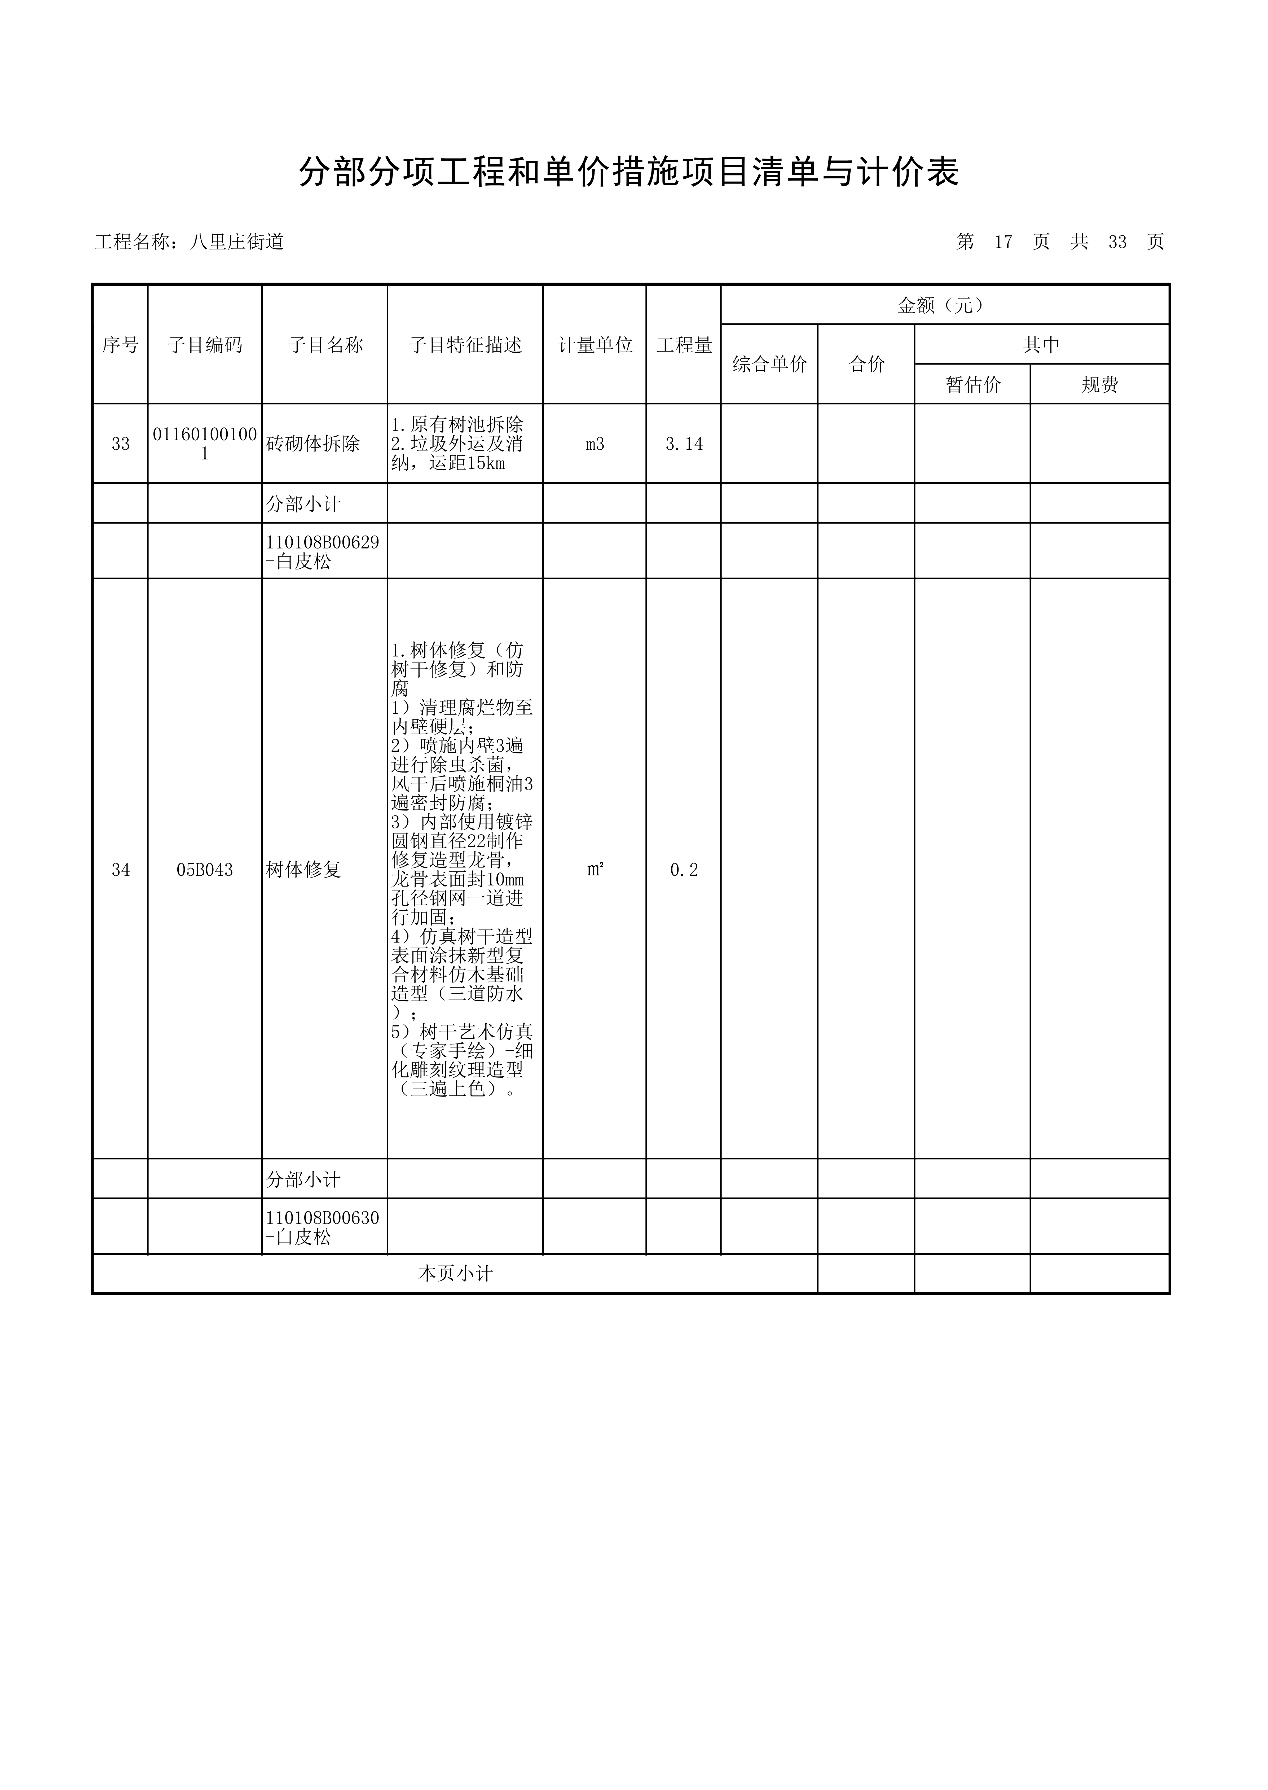 分部分项工程和单价措施项目清单与计价表
工程名称：八里庄街道
第 17 页 共 33 页
序号 子目编码 子目名称 子目特征描述 计量单位 工程量 金额（元）
综合单价 合价 其中
暂估价 规费
33 01160100100
1 砖砌体拆除 1.原有树池拆除
2.垃圾外运及消
纳，运距15km m3 3.14
分部小计
110108B00629
-白皮松
34 05B043 树体修复 m² 0.2
1.树体修复（仿
树干修复）和防
腐
1）清理腐烂物至
内壁硬层；
2）喷施内壁3遍
进行除虫杀菌，
风干后喷施桐油3
遍密封防腐；
3）内部使用镀锌
圆钢直径22制作
修复造型龙骨，
龙骨表面封10mm
孔径钢网一道进
行加固；
4）仿真树干造型
表面涂抹新型复
合材料仿木基础
造型（三道防水
）；
5）树干艺术仿真
（专家手绘）-细
化雕刻纹理造型
（三遍上色）。
分部小计
110108B00630
-白皮松
本页小计